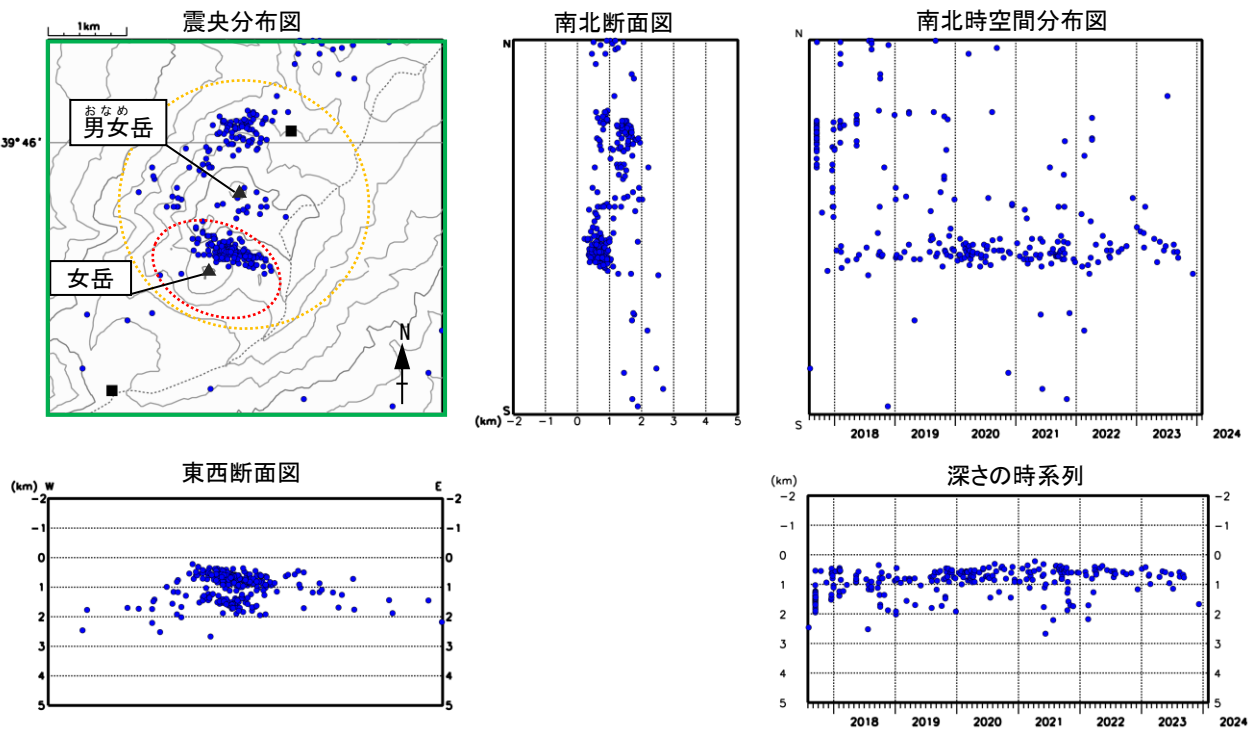 震央分布図
1km
おなめ
男女岳
39°46′
女岳
N
南北断面図
N
S
(km) -2 -1 0 1 2 3 4 5
南北時空間分布図
N
S
2018 2019 2020 2021 2022 2023 2024
東西断面図
(km) W E
-2 -2
-1 -1
0 0
1 1
2 2
3 3
4 4
5 5
深さの時系列
(km)
-2 -2
-1 -1
0 0
1 1
2 2
3 3
4 4
5 5
2018 2019 2020 2021 2022 2023 2024